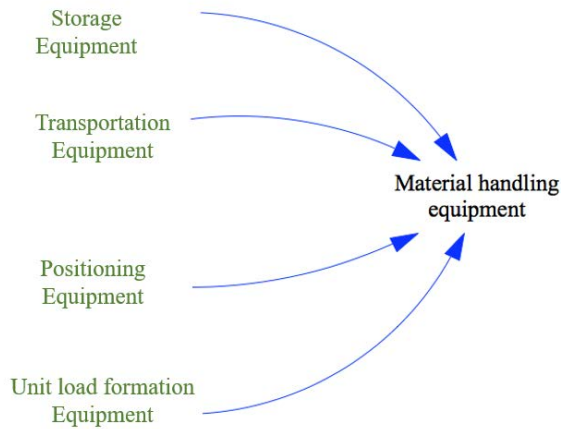 Storage
Equipment
Transportation
Equipment
Material handling
equipment
Positioning
Equipment
Unit load formation
Equipment